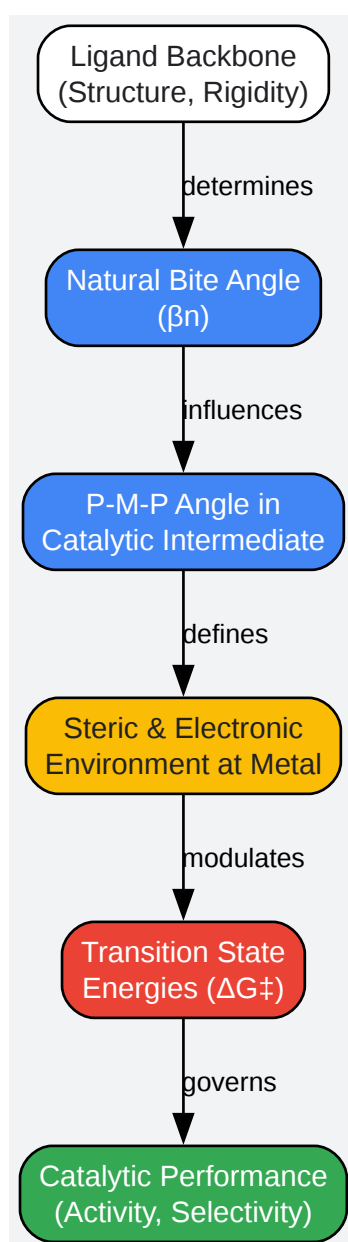 Ligand Backbone
(Structure, Rigidity)
determines
Natural Bite Angle
(βn)
influences
P-M-P Angle in
Catalytic Intermediate
defines
Steric & Electronic
Environment at Metal
modulates
Transition State
Energies (ΔG‡)
governs
Catalytic Performance
(Activity, Selectivity)